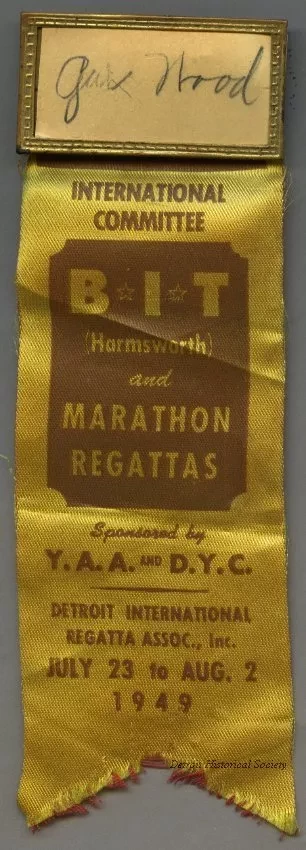 Gar Wood
INTERNATIONAL
COMMITTEE
B☆I☆T
(Harmsworth)
and
MARATHON
REGATTAS
Sponsored by
Y.A.A. AND D.Y.C.
DETROIT INTERNATIONAL
REGATTA ASSOC., Inc.
JULY 23 to AUG. 2
1949
Detroit Historical Society